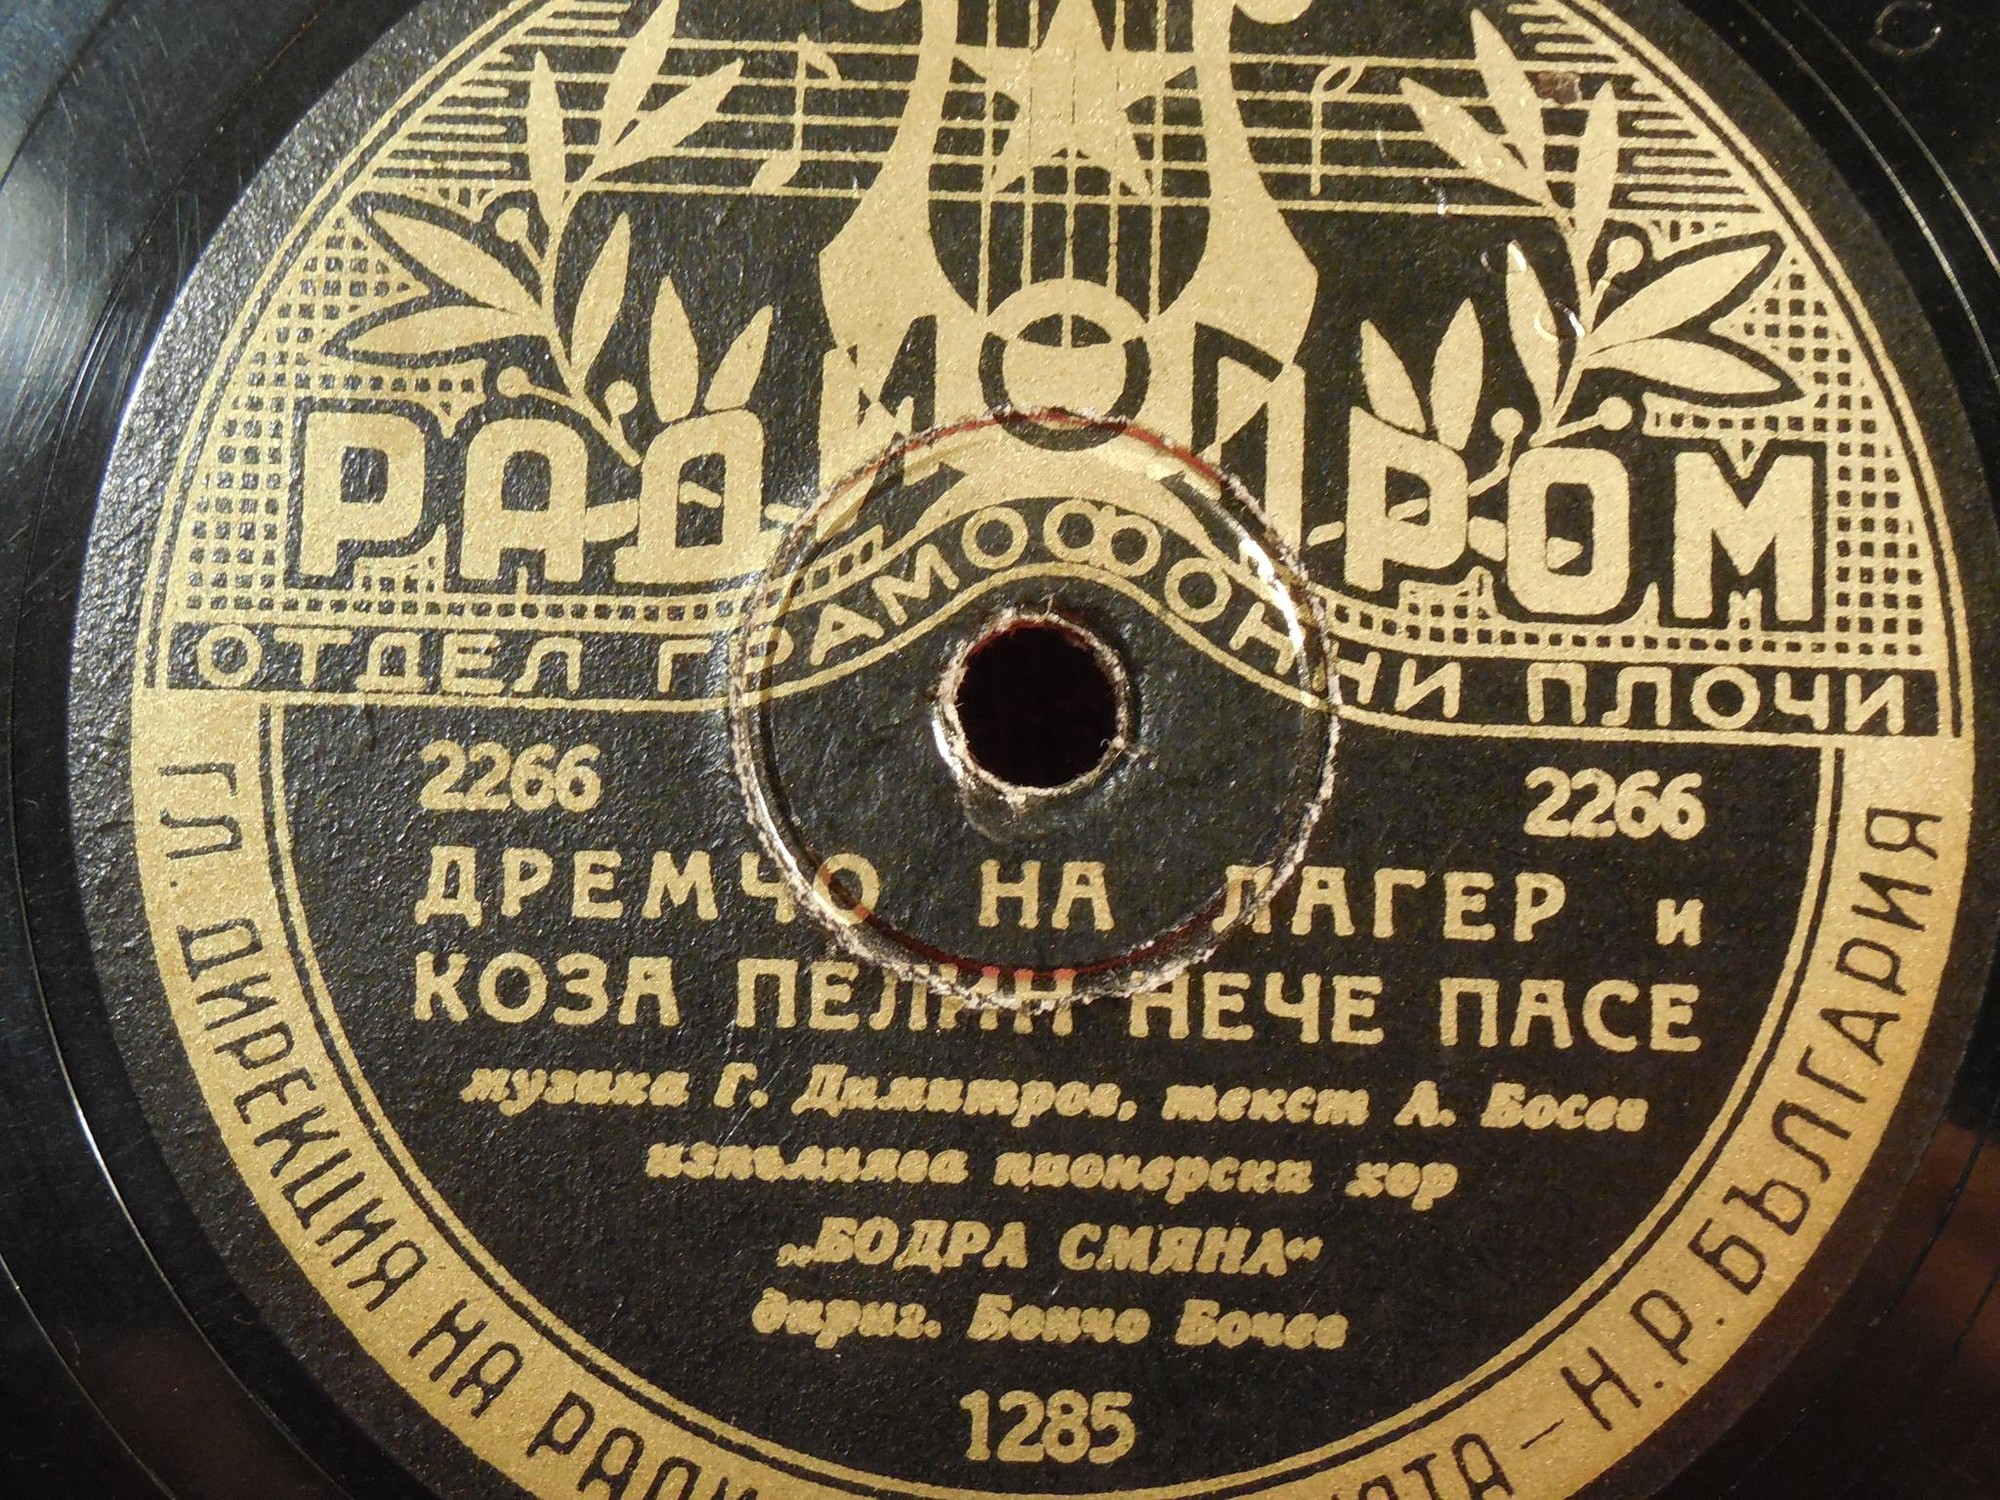 РАДИОПРОМ
ОТДЕЛ ГРАМОФОННИ ПЛОЧИ
2266 2266
ДРЕМЧО НА ЛАГЕР и
КОЗА ПЕЛИН НЕЧЕ ПАСЕ
музика Г. Димитров, текст А. Босев
изпълнява пионерски хор
„БОДРА СМЯНА“
дириг. Бончо Бочев
1285
ГЛ. ДИРЕКЦИЯ НА
Н.Р. БЪЛГАРИЯ